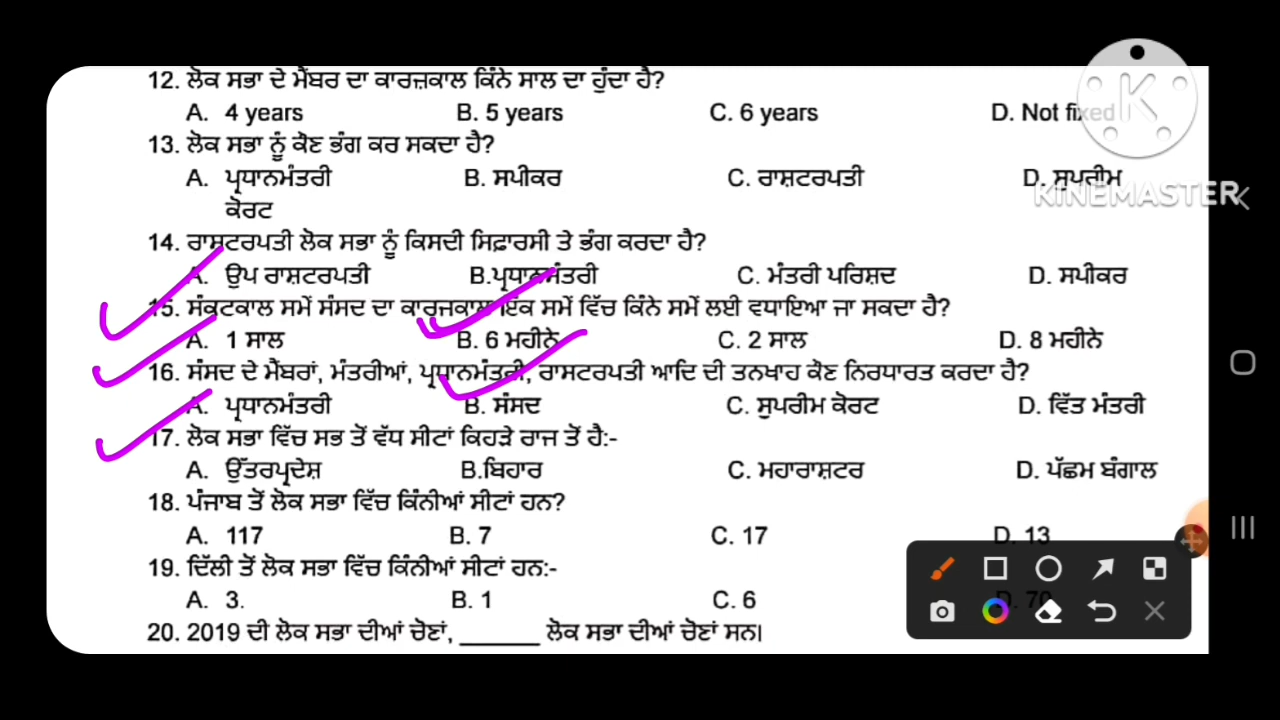 12. ਲੋਕ ਸਭਾ ਦੇ ਮੈਂਬਰ ਦਾ ਕਾਰਜ਼ਕਾਲ ਕਿੰਨੇ ਸਾਲ ਦਾ ਹੁੰਦਾ ਹੈ?
A. 4 years B. 5 years C. 6 years D. Not fixed
13. ਲੋਕ ਸਭਾ ਨੂੰ ਕੌਣ ਭੰਗ ਕਰ ਸਕਦਾ ਹੈ?
A. ਪ੍ਰਧਾਨਮੰਤਰੀ B. ਸਪੀਕਰ C. ਰਾਸ਼ਟਰਪਤੀ D. ਸੁਪਰੀਮ
ਕੋਰਟ
KINEMASTER
14. ਰਾਸ਼ਟਰਪਤੀ ਲੋਕ ਸਭਾ ਨੂੰ ਕਿਸਦੀ ਸਿਫ਼ਾਰਸੀ ਤੇ ਭੰਗ ਕਰਦਾ ਹੈ?
A. ਉਪ ਰਾਸ਼ਟਰਪਤੀ B.ਪ੍ਰਧਾਨਮੰਤਰੀ C. ਮੰਤਰੀ ਪਰਿਸ਼ਦ D. ਸਪੀਕਰ
15. ਸੰਕਟਕਾਲ ਸਮੇਂ ਸੰਸਦ ਦਾ ਕਾਰਜਕਾਲ ਇੱਕ ਸਮੇਂ ਵਿੱਚ ਕਿੰਨੇ ਸਮੇਂ ਲਈ ਵਧਾਇਆ ਜਾ ਸਕਦਾ ਹੈ?
A. 1 ਸਾਲ B. 6 ਮਹੀਨੇ C. 2 ਸਾਲ D. 8 ਮਹੀਨੇ
16. ਸੰਸਦ ਦੇ ਮੈਂਬਰਾਂ, ਮੰਤਰੀਆਂ, ਪ੍ਰਧਾਨਮੰਤਰੀ, ਰਾਸਟਰਪਤੀ ਆਦਿ ਦੀ ਤਨਖਾਹ ਕੌਣ ਨਿਰਧਾਰਤ ਕਰਦਾ ਹੈ?
A. ਪ੍ਰਧਾਨਮੰਤਰੀ B. ਸੰਸਦ C. ਸੁਪਰੀਮ ਕੋਰਟ D. ਵਿੱਤ ਮੰਤਰੀ
17. ਲੋਕ ਸਭਾ ਵਿੱਚ ਸਭ ਤੋਂ ਵੱਧ ਸੀਟਾਂ ਕਿਹੜੇ ਰਾਜ ਤੋਂ ਹੈ:-
A. ਉੱਤਰਪ੍ਰਦੇਸ਼ B.ਬਿਹਾਰ C. ਮਹਾਰਾਸ਼ਟਰ D. ਪੱਛਮ ਬੰਗਾਲ
18. ਪੰਜਾਬ ਤੋਂ ਲੋਕ ਸਭਾ ਵਿੱਚ ਕਿੰਨੀਆਂ ਸੀਟਾਂ ਹਨ?
A. 117 B. 7 C. 17 D. 13
19. ਦਿੱਲੀ ਤੋਂ ਲੋਕ ਸਭਾ ਵਿੱਚ ਕਿੰਨੀਆਂ ਸੀਟਾਂ ਹਨ:-
A. 3. B. 1 C. 6 D. 70
20. 2019 ਦੀ ਲੋਕ ਸਭਾ ਦੀਆਂ ਚੋਣਾਂ, ______ ਲੋਕ ਸਭਾ ਦੀਆਂ ਚੋਣਾਂ ਸਨ।